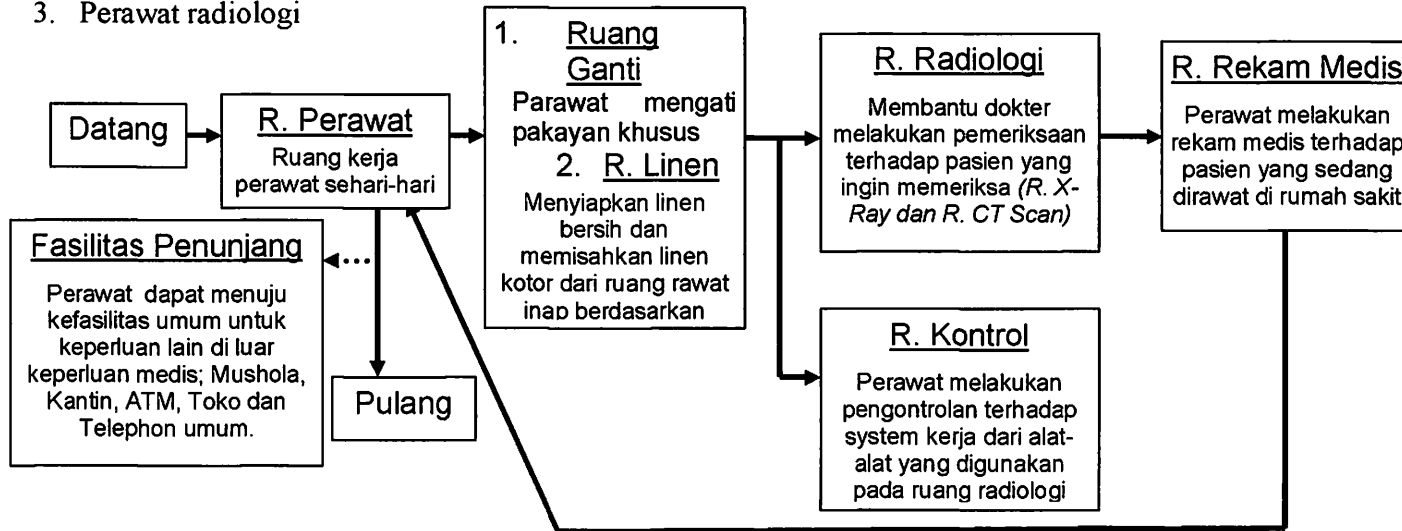 3. Perawat radiologi
Datang
R. Perawat
Ruang kerja
perawat sehari-hari
Fasilitas Penunjang
Perawat dapat menuju
kefasilitas umum untuk
keperluan lain di luar
keperluan medis; Mushola,
Kantin, ATM, Toko dan
Telephon umum.
Pulang
1. Ruang
Ganti
Parawat mengati
pakayan khusus
2. R. Linen
Menyiapkan linen
bersih dan
memisahkan linen
kotor dari ruang rawat
inap berdasarkan
R. Radiologi
Membantu dokter
melakukan pemeriksaan
terhadap pasien yang
ingin memeriksa (R. X-
Ray dan R. CT Scan)
R. Kontrol
Perawat melakukan
pengontrolan terhadap
system kerja dari alat-
alat yang digunakan
pada ruang radiologi
R. Rekam Medis
Perawat melakukan
rekam medis terhadap
pasien yang sedang
dirawat di rumah sakit